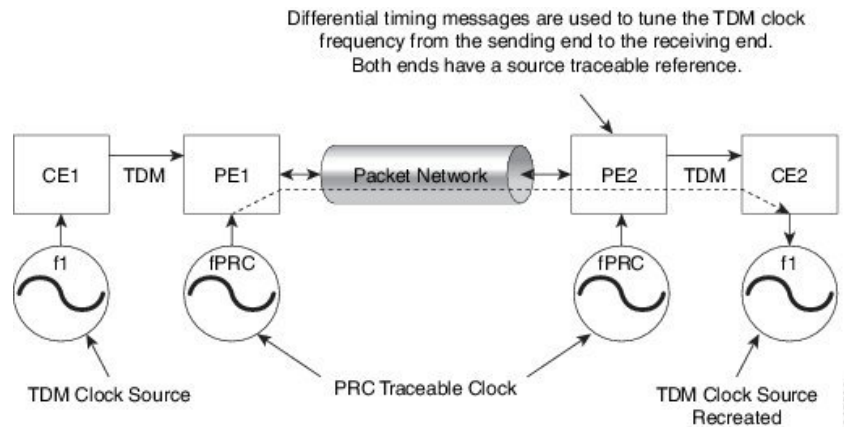 Differential timing messages are used to tune the TDM clock
frequency from the sending end to the receiving end.
Both ends have a source traceable reference.
CE1
TDM
PE1
Packet Network
PE2
TDM
CE2
f1
fPRC
fPRC
f1
TDM Clock Source
PRC Traceable Clock
TDM Clock Source
Recreated